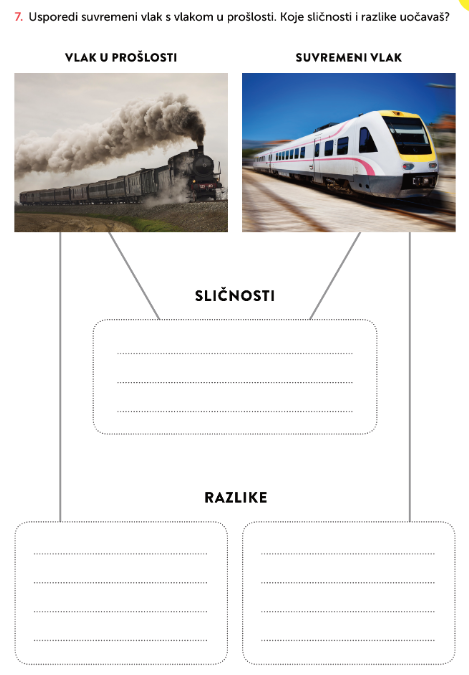 7. Usporedi suvremeni vlak s vlakom u prošlosti. Koje sličnosti i razlike uočavaš?
VLAK U PROŠLOSTI
SUVREMENI VLAK
SLIČNOSTI
RAZLIKE